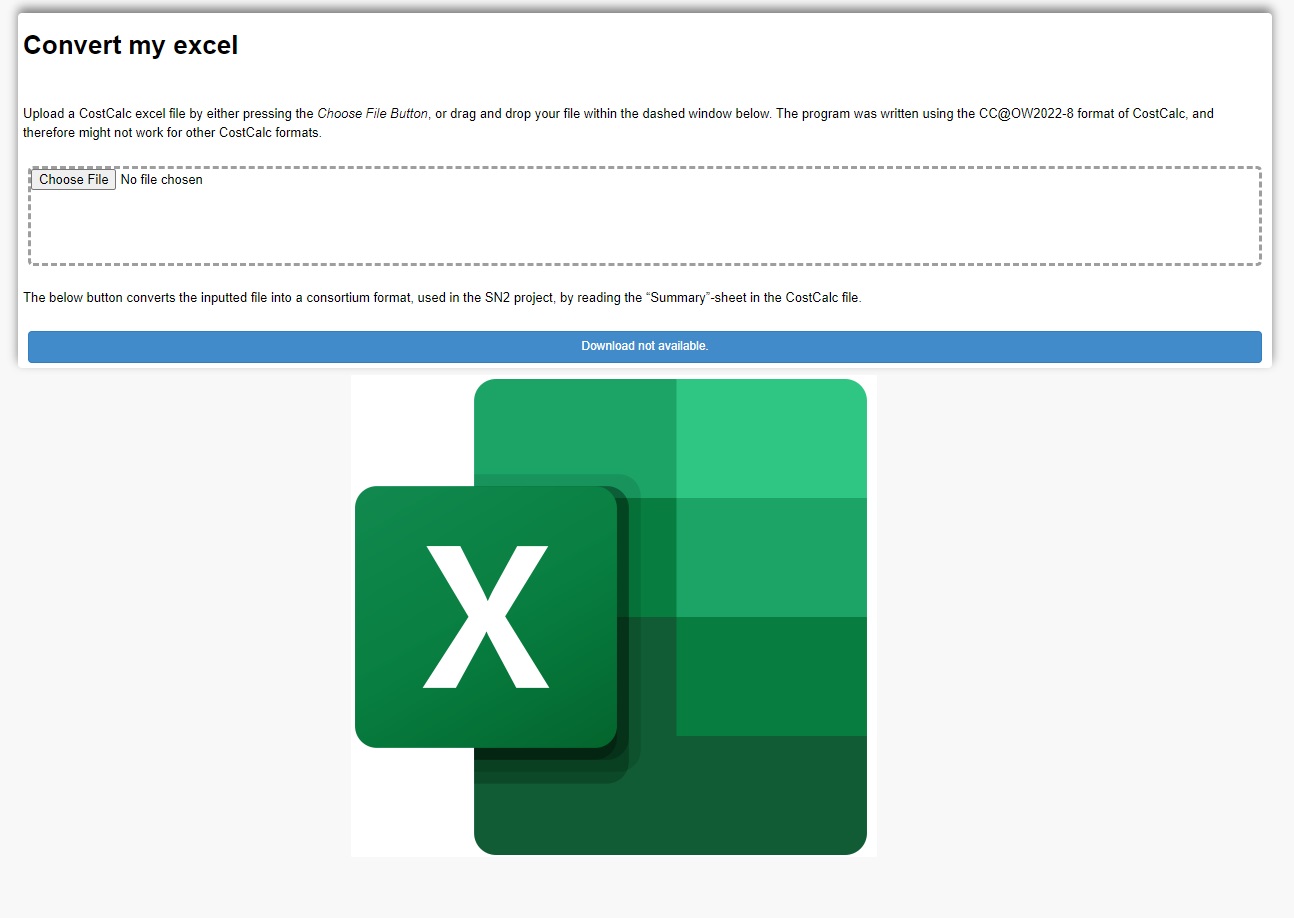 Convert my excel
Upload a CostCalc excel file by either pressing the Choose File Button, or drag and drop your file within the dashed window below. The program was written using the CC@OW2022-8 format of CostCalc, and
therefore might not work for other CostCalc formats.
Choose File No file chosen
The below button converts the inputted file into a consortium format, used in the SN2 project, by reading the “Summary”-sheet in the CostCalc file.
Download not available.
X